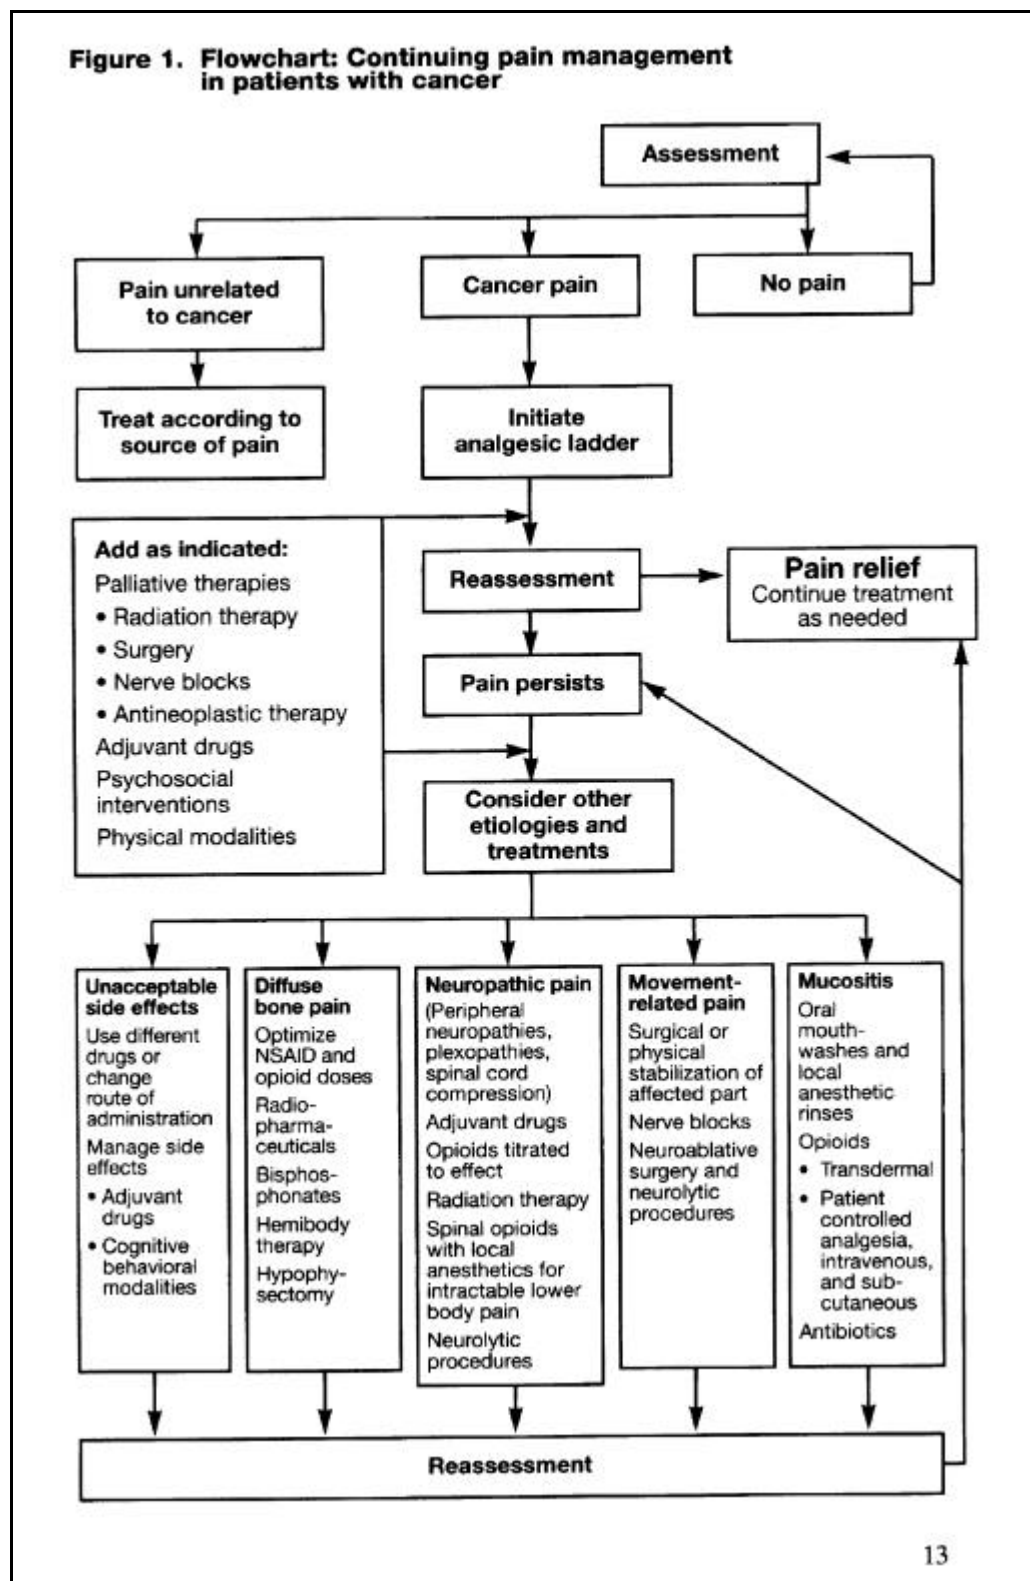 Figure 1. Flowchart: Continuing pain management
in patients with cancer
Assessment
Pain unrelated
to cancer
Cancer pain
No pain
Treat according to
source of pain
Initiate
analgesic ladder
Add as indicated:
Palliative therapies
• Radiation therapy
• Surgery
• Nerve blocks
• Antineoplastic therapy
Adjuvant drugs
Psychosocial
interventions
Physical modalities
Reassessment
Pain relief
Continue treatment
as needed
Pain persists
Consider other
etiologies and
treatments
Unacceptable
side effects
Use different
drugs or
change
route of
administration
Manage side
effects
• Adjuvant
drugs
• Cognitive
behavioral
modalities
Diffuse
bone pain
Optimize
NSAID and
opioid doses
Radio-
pharma-
ceuticals
Bisphos-
phonates
Hemibody
therapy
Hypophy-
sectomy
Neuropathic pain
(Peripheral
neuropathies,
plexopathies,
spinal cord
compression)
Adjuvant drugs
Opioids titrated
to effect
Radiation therapy
Spinal opioids
with local
anesthetics for
intractable lower
body pain
Neurolytic
procedures
Movement-
related pain
Surgical or
physical
stabilization of
affected part
Nerve blocks
Neuroablative
surgery and
neurolytic
procedures
Mucositis
Oral
mouth-
washes and
local
anesthetic
rinses
Opioids
• Transdermal
• Patient
controlled
analgesia,
intravenous,
and sub-
cutaneous
Antibiotics
Reassessment
13